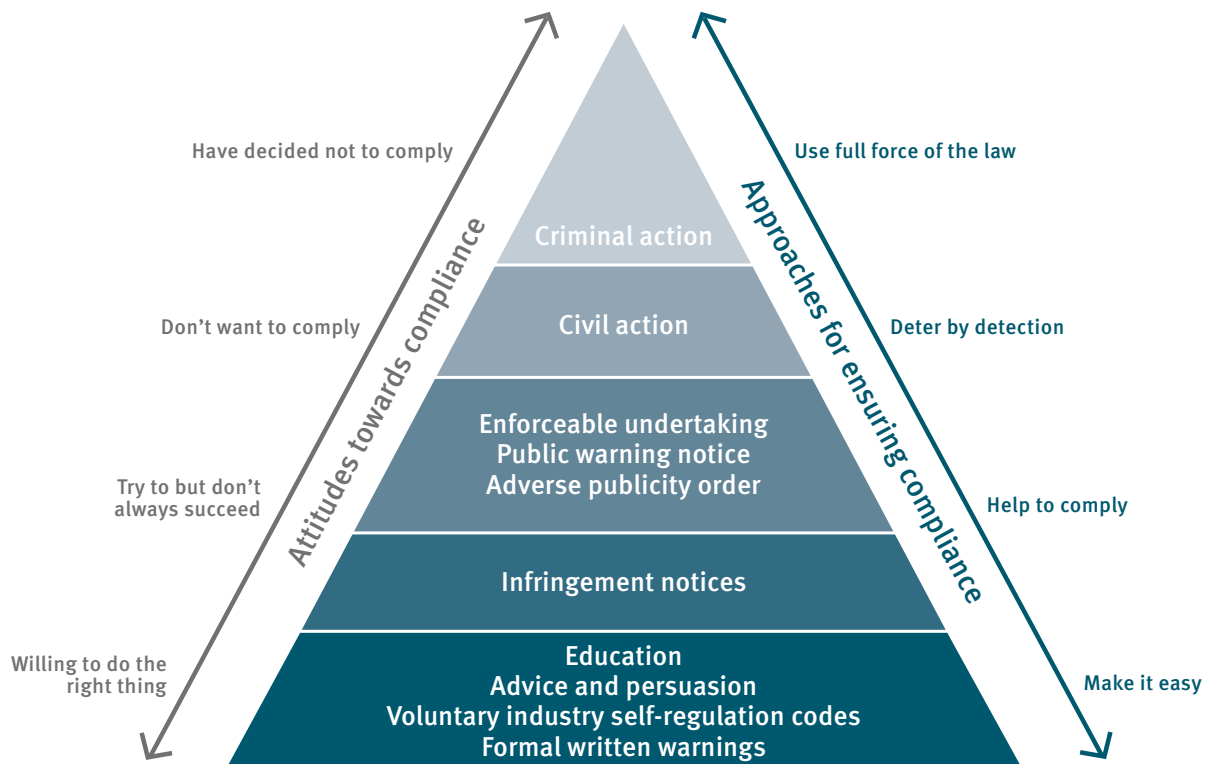 Have decided not to comply
Don't want to comply
Try to but don't
always succeed
Willing to do the
right thing
Attitudes towards compliance
Criminal action
Civil action
Enforceable undertaking
Public warning notice
Adverse publicity order
Infringement notices
Education
Advice and persuasion
Voluntary industry self-regulation codes
Formal written warnings
Approaches for ensuring compliance
Use full force of the law
Deter by detection
Help to comply
Make it easy